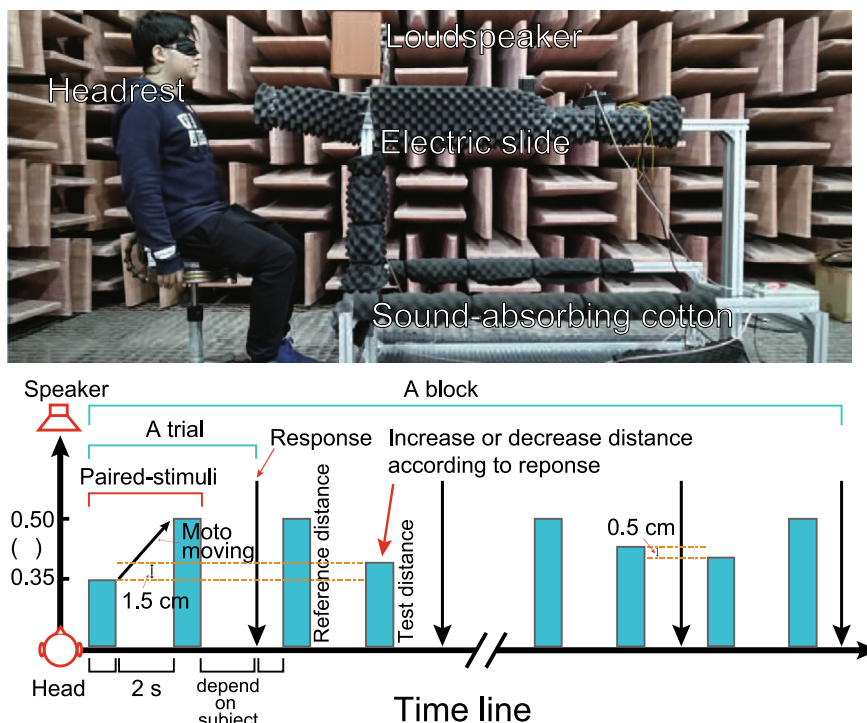 Loudspeaker
Headrest
Electric slide
Sound-absorbing cotton
Speaker
A block
A trial
Response
Increase or decrease distance
according to reponse
Paired-stimuli
0.50
( )
0.35
Moto
moving
1.5 cm
Reference distance
Test distance
0.5 cm
Head
2 s
depend
on
subject
Time line